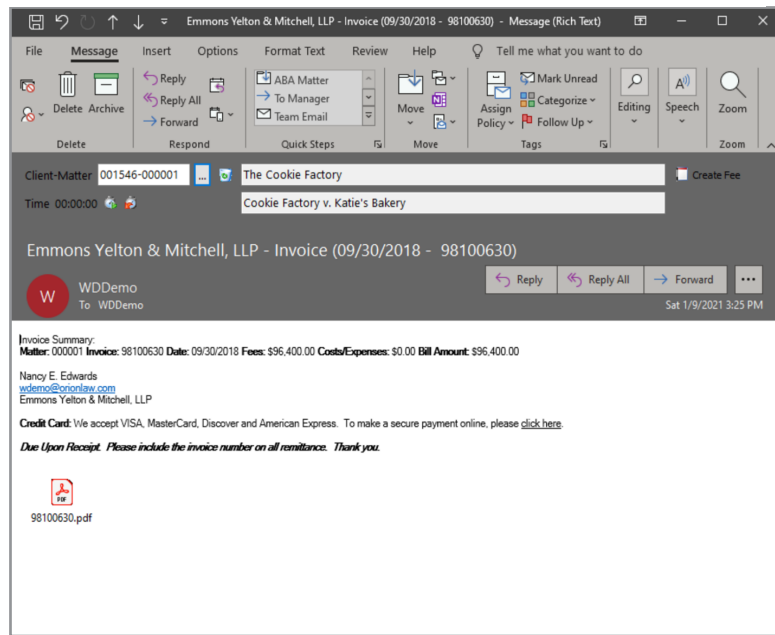 Emmons Yelton & Mitchell, LLP - Invoice (09/30/2018 - 98100630) - Message (Rich Text)
File Message Insert Options Format Text Review Help Tell me what you want to do
Delete Archive
Delete
Reply
Reply All
Forward
Respond
ABA Matter
To Manager
Team Email
Quick Steps
Move
Move
Assign
Policy
Mark Unread
Categorize
Follow Up
Tags
Editing
Speech
Zoom
Zoom
Client-Matter 001546-000001 ... The Cookie Factory Create Fee
Time 00:00:00 Cookie Factory v. Katie's Bakery
Emmons Yelton & Mitchell, LLP - Invoice (09/30/2018 - 98100630)
Reply Reply All Forward ...
W
WDDemo
To WDDemo
Sat 1/9/2021 3:25 PM
Invoice Summary:
Matter: 000001 Invoice: 98100630 Date: 09/30/2018 Fees: $96,400.00 Costs/Expenses: $0.00 Bill Amount: $96,400.00
Nancy E. Edwards
wdemo@orionlaw.com
Emmons Yelton & Mitchell, LLP
Credit Card: We accept VISA, MasterCard, Discover and American Express. To make a secure payment online, please click here.
Due Upon Receipt. Please include the invoice number on all remittance. Thank you.
PDF
98100630.pdf